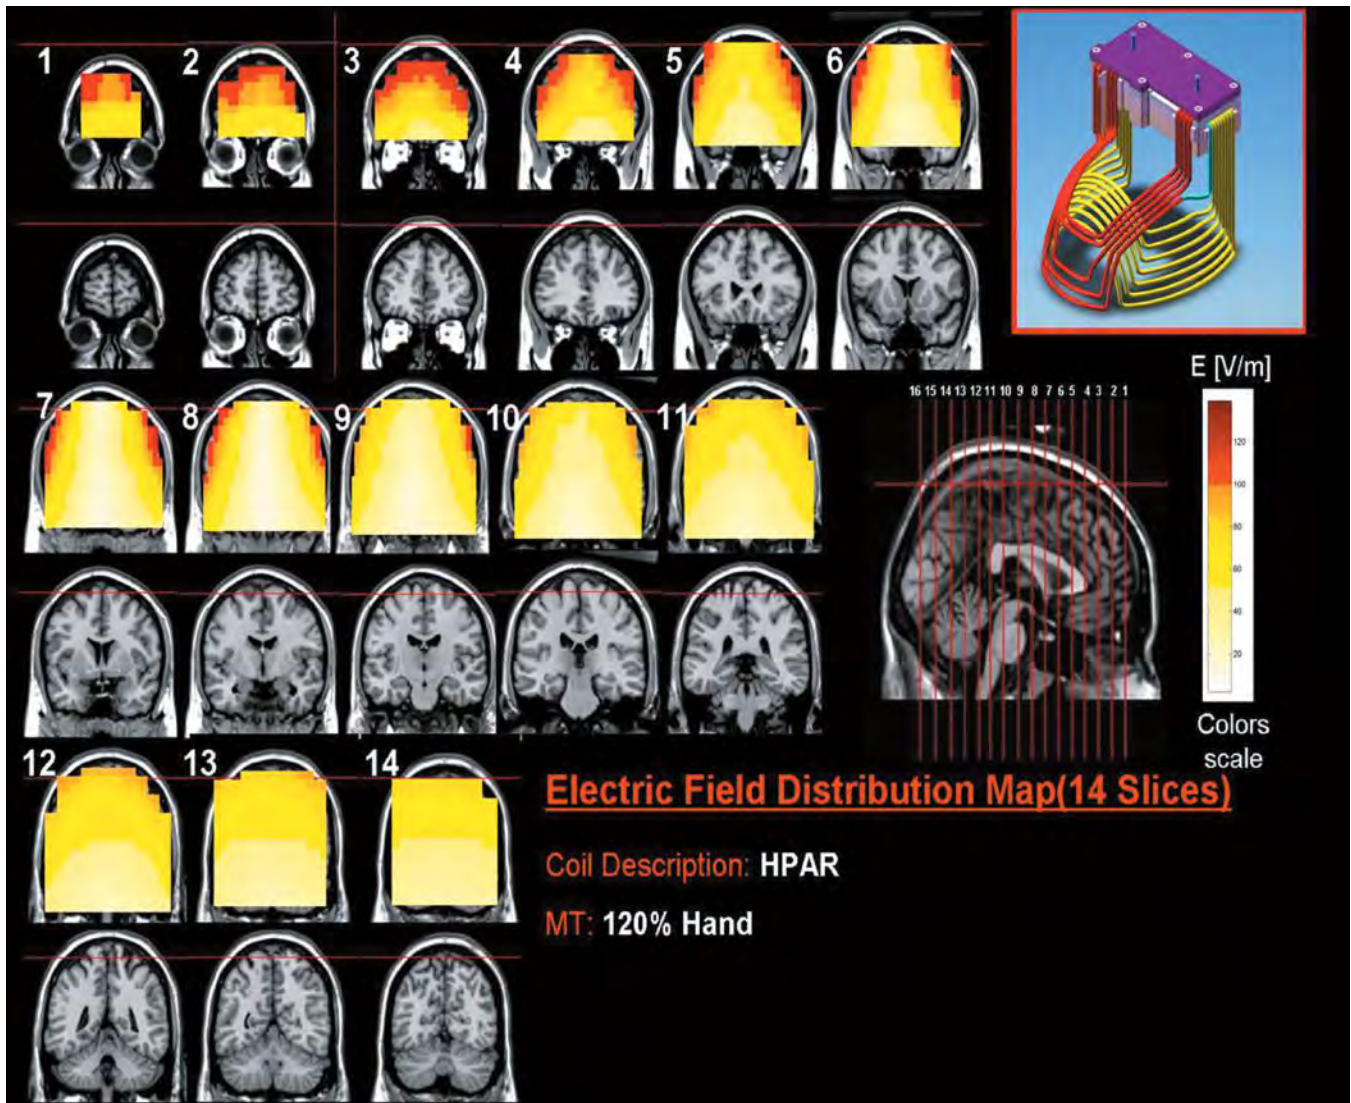 1 2 3 4 5 6
E [V/m]
16 15 14 13 12 11 10 9 8 7 6 5 4 3 2 1
7 8 9 10 11
120
100
80
60
40
20
Colors
scale
12 13 14
Electric Field Distribution Map(14 Slices)
Coil Description: HPAR
MT: 120% Hand